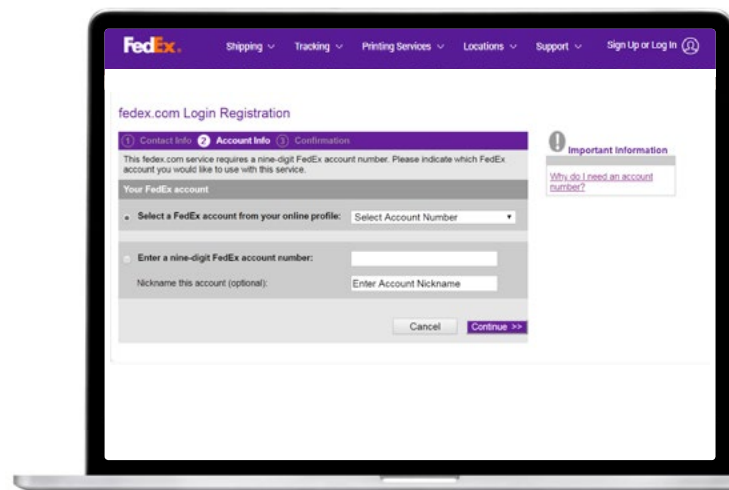 FedEx.
Shipping
Tracking
Printing Services
Locations
Support
Sign Up or Log In
fedex.com Login Registration
1 Contact Info 2 Account Info 3 Confirmation
This fedex.com service requires a nine-digit FedEx account number. Please indicate which FedEx
account you would like to use with this service.
Your FedEx account
Select a FedEx account from your online profile: Select Account Number
Enter a nine-digit FedEx account number:
Nickname this account (optional): Enter Account Nickname
Cancel Continue >>
! Important Information
Why do I need an account
number?